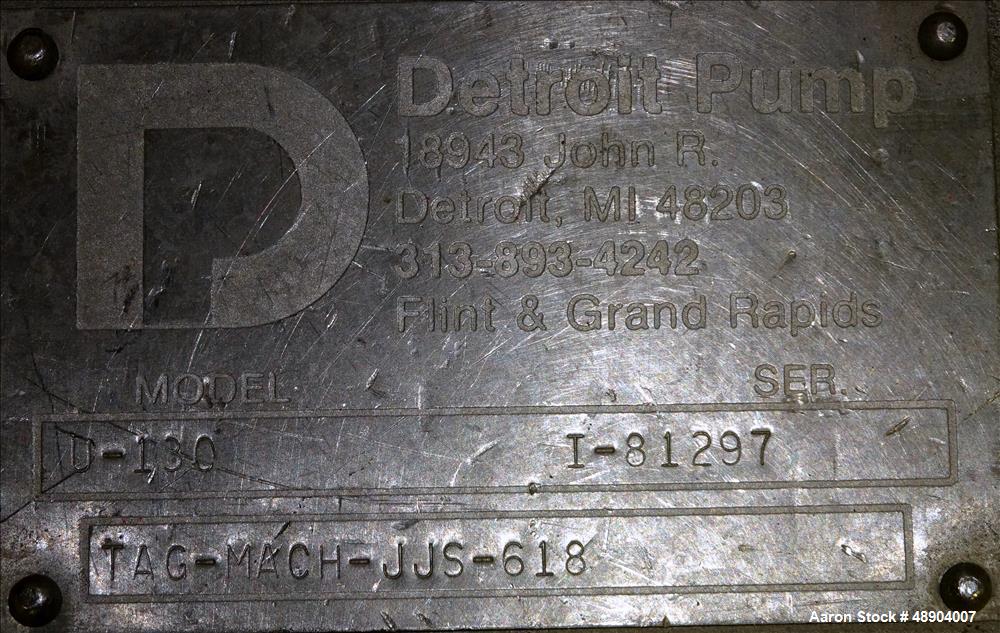 D
Detroit Pump
18943 John R.
Detroit, MI 48203
313-893-4242
Flint & Grand Rapids
MODEL SER.
U-130 I-81297
TAG-MACH-JJS-618
Aaron Stock # 48904007